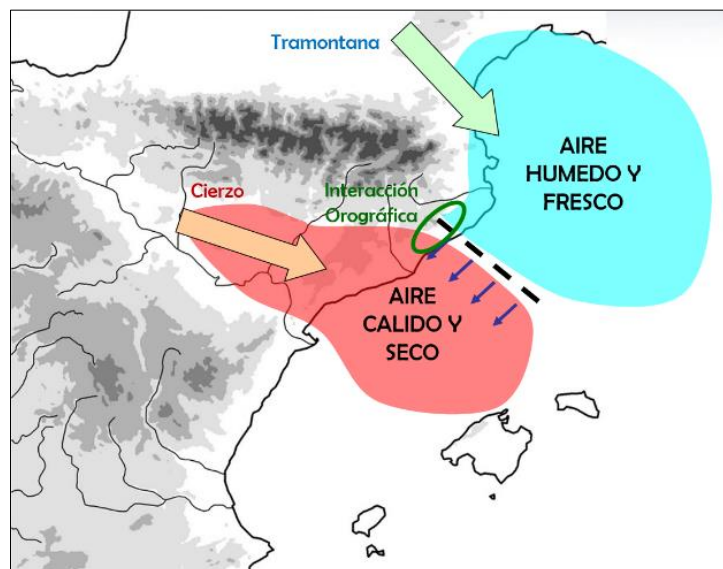 Tramontana
AIRE
HUMEDO Y
FRESCO
Cierzo
Interacción
Orográfica
AIRE
CALIDO Y
SECO